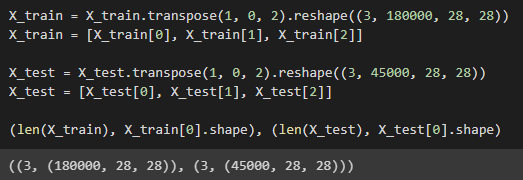 X_train = X_train.transpose(1, 0, 2).reshape((3, 180000, 28, 28))
X_train = [X_train[0], X_train[1], X_train[2]]
X_test = X_test.transpose(1, 0, 2).reshape((3, 45000, 28, 28))
X_test = [X_test[0], X_test[1], X_test[2]]
(len(X_train), X_train[0].shape), (len(X_test), X_test[0].shape)
((3, (180000, 28, 28)), (3, (45000, 28, 28)))